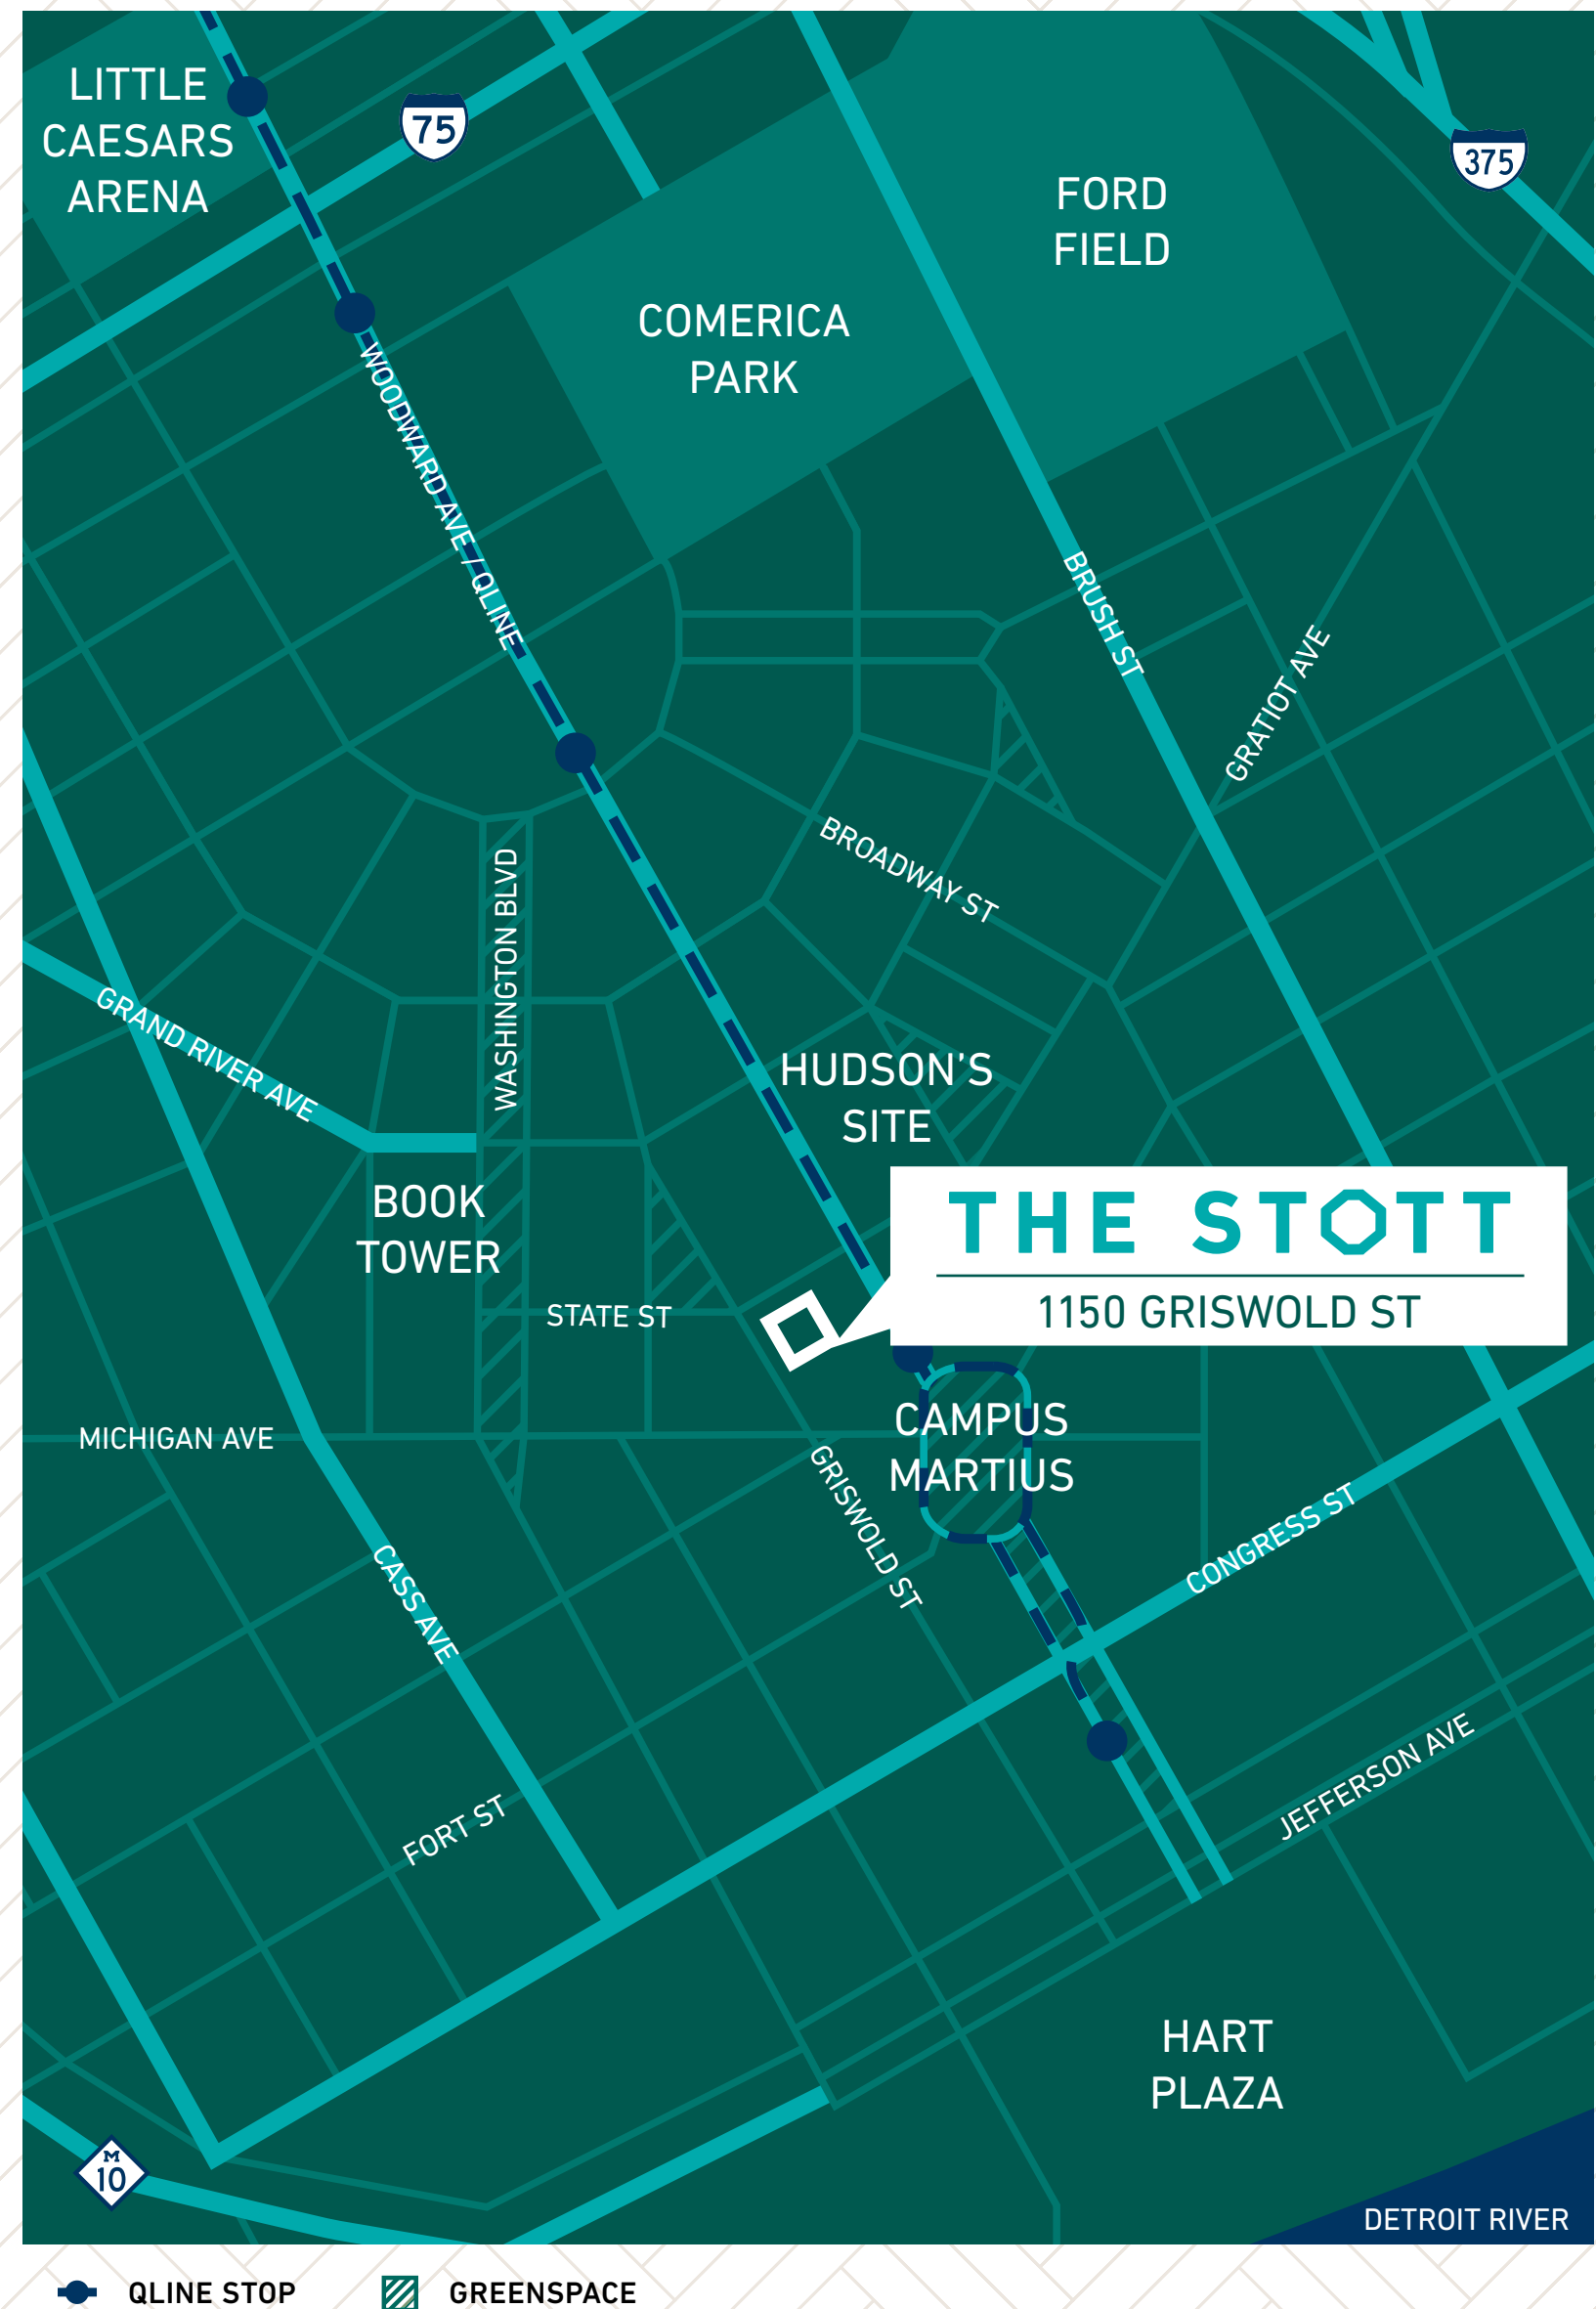 LITTLE
CAESARS
ARENA
75
375
FORD
FIELD
COMERICA
PARK
WOODWARD AVE / QLINE
BRUSH ST
GRATIOT AVE
BROADWAY ST
WASHINGTON BLVD
GRAND RIVER AVE
HUDSON'S
SITE
BOOK
TOWER
THE STOTT
1150 GRISWOLD ST
STATE ST
MICHIGAN AVE
CAMPUS
MARTIUS
GRISWOLD ST
CONGRESS ST
CASS AVE
JEFFERSON AVE
FORT ST
HART
PLAZA
M
10
DETROIT RIVER
QLINE STOP
GREENSPACE